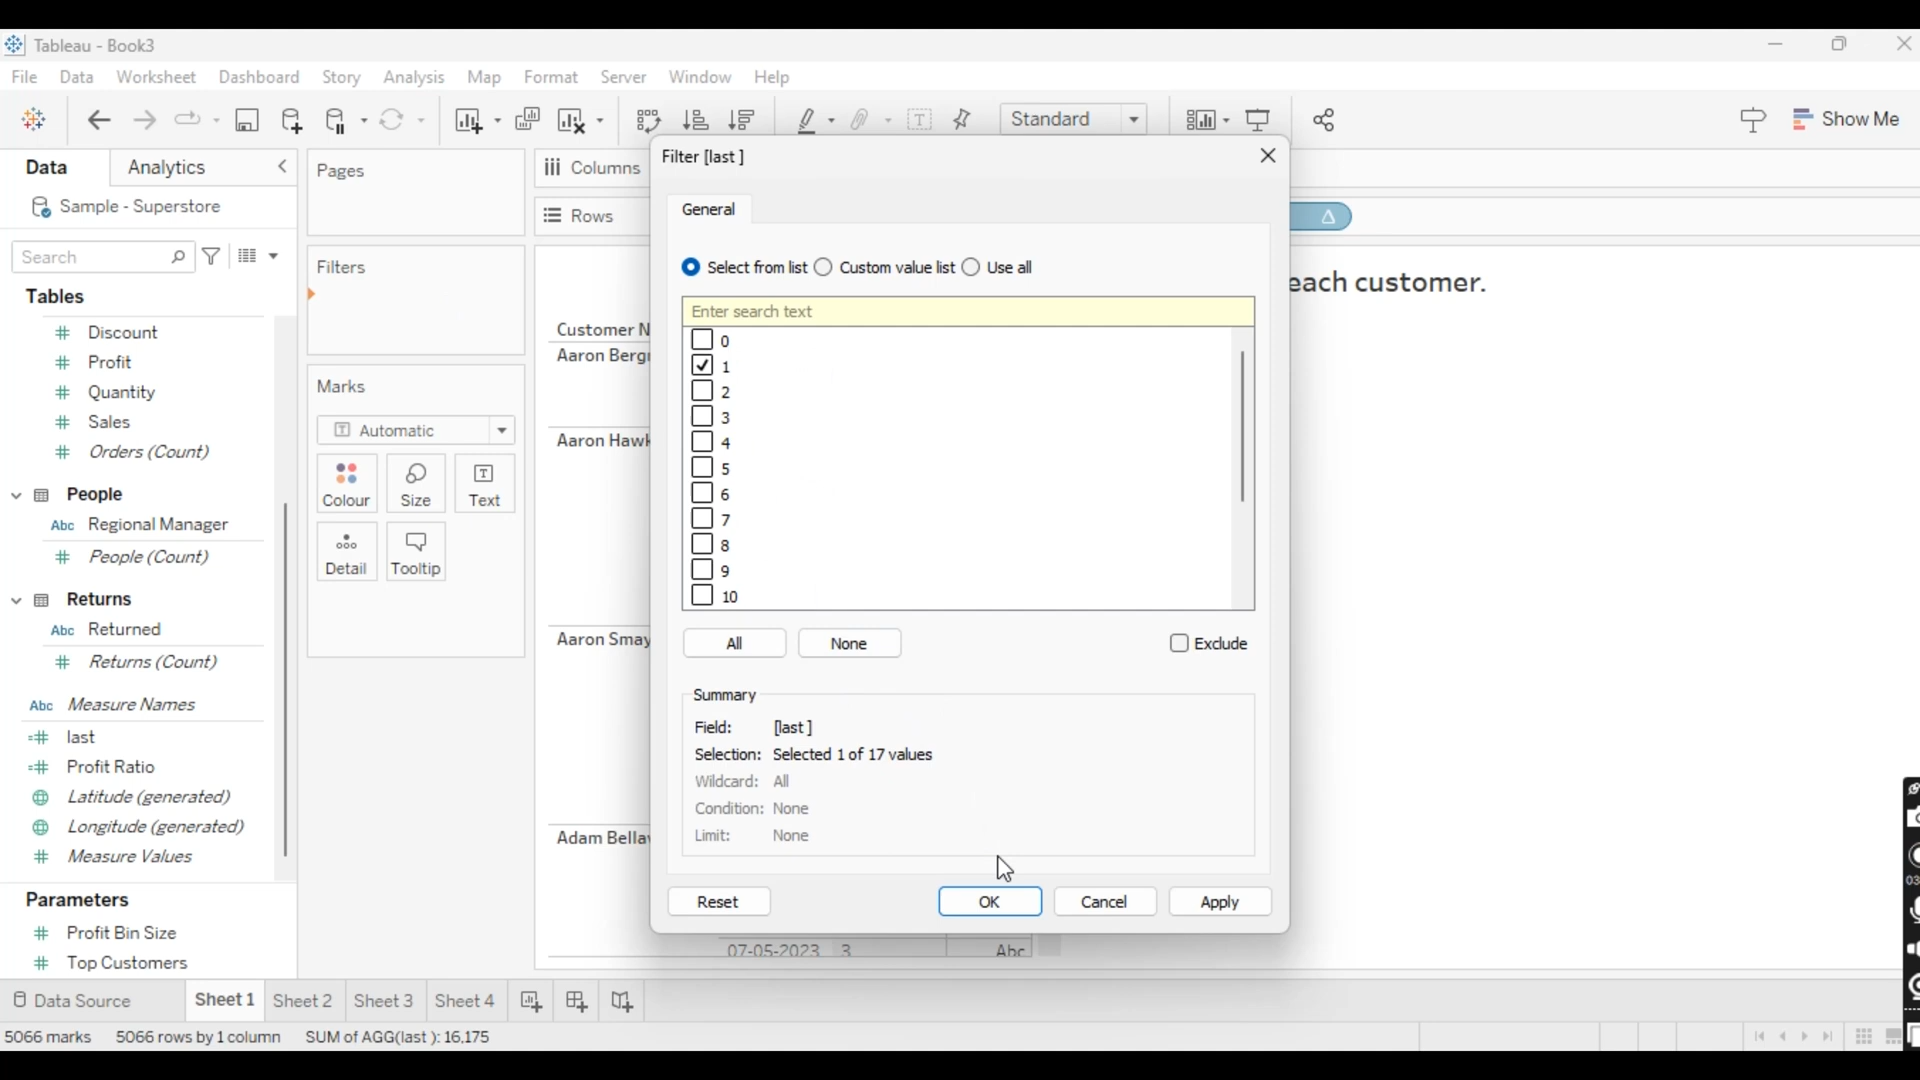 Tableau - Book3
File Data Worksheet Dashboard Story Analysis Map Format Server Window Help
Standard
Show Me
Data Analytics
Sample - Superstore
Search
Tables
# Discount
# Profit
# Quantity
# Sales
# Orders (Count)
People
Abc Regional Manager
# People (Count)
Returns
Abc Returned
# Returns (Count)
Abc Measure Names
=# last
=# Profit Ratio
Latitude (generated)
Longitude (generated)
# Measure Values
Parameters
# Profit Bin Size
# Top Customers
Pages
Filters
Marks
Automatic
Colour Size Text
Detail Tooltip
Columns
Rows
each customer.
Customer N
Aaron Berg
Aaron Hawk
Aaron Smay
Adam Bella
07-05-2023 3 Abc
Filter [last ]
General
Select from list Custom value list Use all
Enter search text
0
1
2
3
4
5
6
7
8
9
10
All None Exclude
Summary
Field: [last ]
Selection: Selected 1 of 17 values
Wildcard: All
Condition: None
Limit: None
Reset OK Cancel Apply
Data Source Sheet 1 Sheet 2 Sheet 3 Sheet 4
5066 marks 5066 rows by 1 column SUM of AGG(last ): 16,175
03